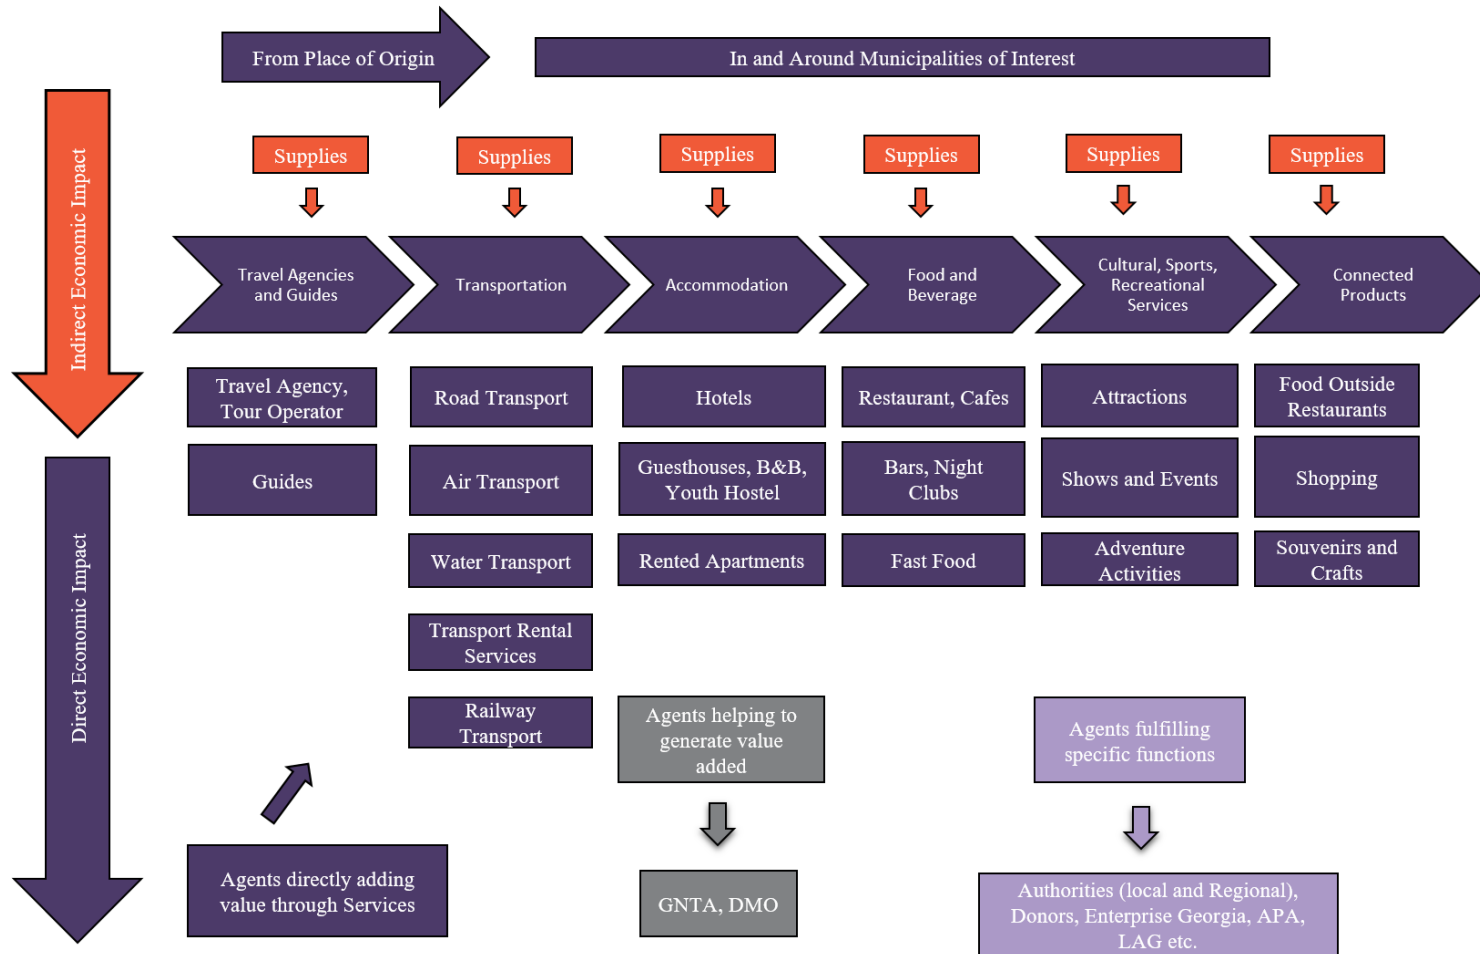 From Place of Origin
In and Around Municipalities of Interest
Indirect Economic Impact
Supplies
Supplies
Supplies
Supplies
Supplies
Supplies
Travel Agencies
and Guides
Transportation
Accommodation
Food and
Beverage
Cultural, Sports,
Recreational
Services
Connected
Products
Travel Agency,
Tour Operator
Road Transport
Hotels
Restaurant, Cafes
Attractions
Food Outside
Restaurants
Direct Economic Impact
Guides
Air Transport
Guesthouses, B&B,
Youth Hostel
Bars, Night
Clubs
Shows and Events
Shopping
Water Transport
Rented Apartments
Fast Food
Adventure
Activities
Souvenirs and
Crafts
Transport Rental
Services
Railway
Transport
Agents helping to
generate value
added
Agents fulfilling
specific functions
Agents directly adding
value through Services
GNTA, DMO
Authorities (local and Regional),
Donors, Enterprise Georgia, APA,
LAG etc.